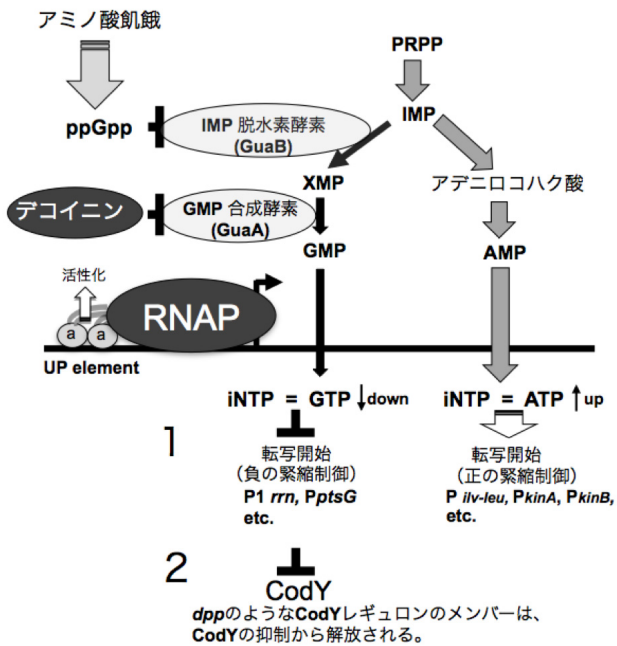 アミノ酸飢餓
PRPP
ppGpp
IMP 脱水素酵素
(GuaB)
IMP
XMP
アデニロコハク酸
デコイニン
GMP 合成酵素
(GuaA)
GMP
AMP
活性化
RNAP
a a
UP element
iNTP = GTP ↓down
iNTP = ATP ↑up
1
転写開始
(負の緊縮制御)
P1 rrn, PptsG
etc.
転写開始
(正の緊縮制御)
P ilv-leu, PkinA, PkinB,
etc.
2
CodY
dppのようなCodYレギュロンのメンバーは、
CodYの抑制から解放される。